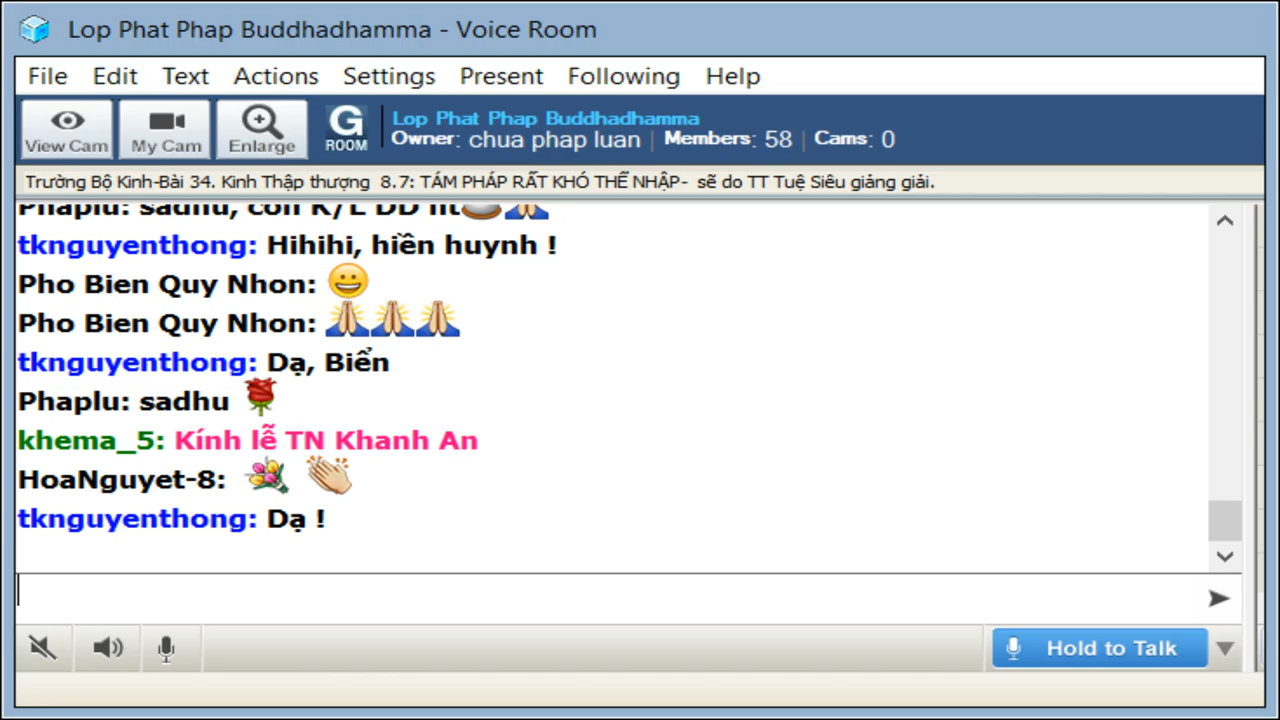 Lop Phat Phap Buddhadhamma - Voice Room
File Edit Text Actions Settings Present Following Help
View Cam My Cam Enlarge G ROOM
Lop Phat Phap Buddhadhamma
Owner: chua phap luan | Members: 58 | Cams: 0
Trường Bộ Kinh-Bài 34. Kinh Thập thượng 8.7: TÁM PHÁP RẤT KHÓ THỂ NHẬP- sẽ do TT Tuệ Siêu giảng giải.
Phaplu: sadhu, con K/L DD nt
tknguyenthong: Hihihi, hiền huynh !
Pho Bien Quy Nhon: 😀
Pho Bien Quy Nhon: 🙏🙏🙏
tknguyenthong: Dạ, Biển
Phaplu: sadhu 🌹
khema_5: Kính lễ TN Khanh An
HoaNguyet-8: 💐 👏
tknguyenthong: Dạ !
Hold to Talk